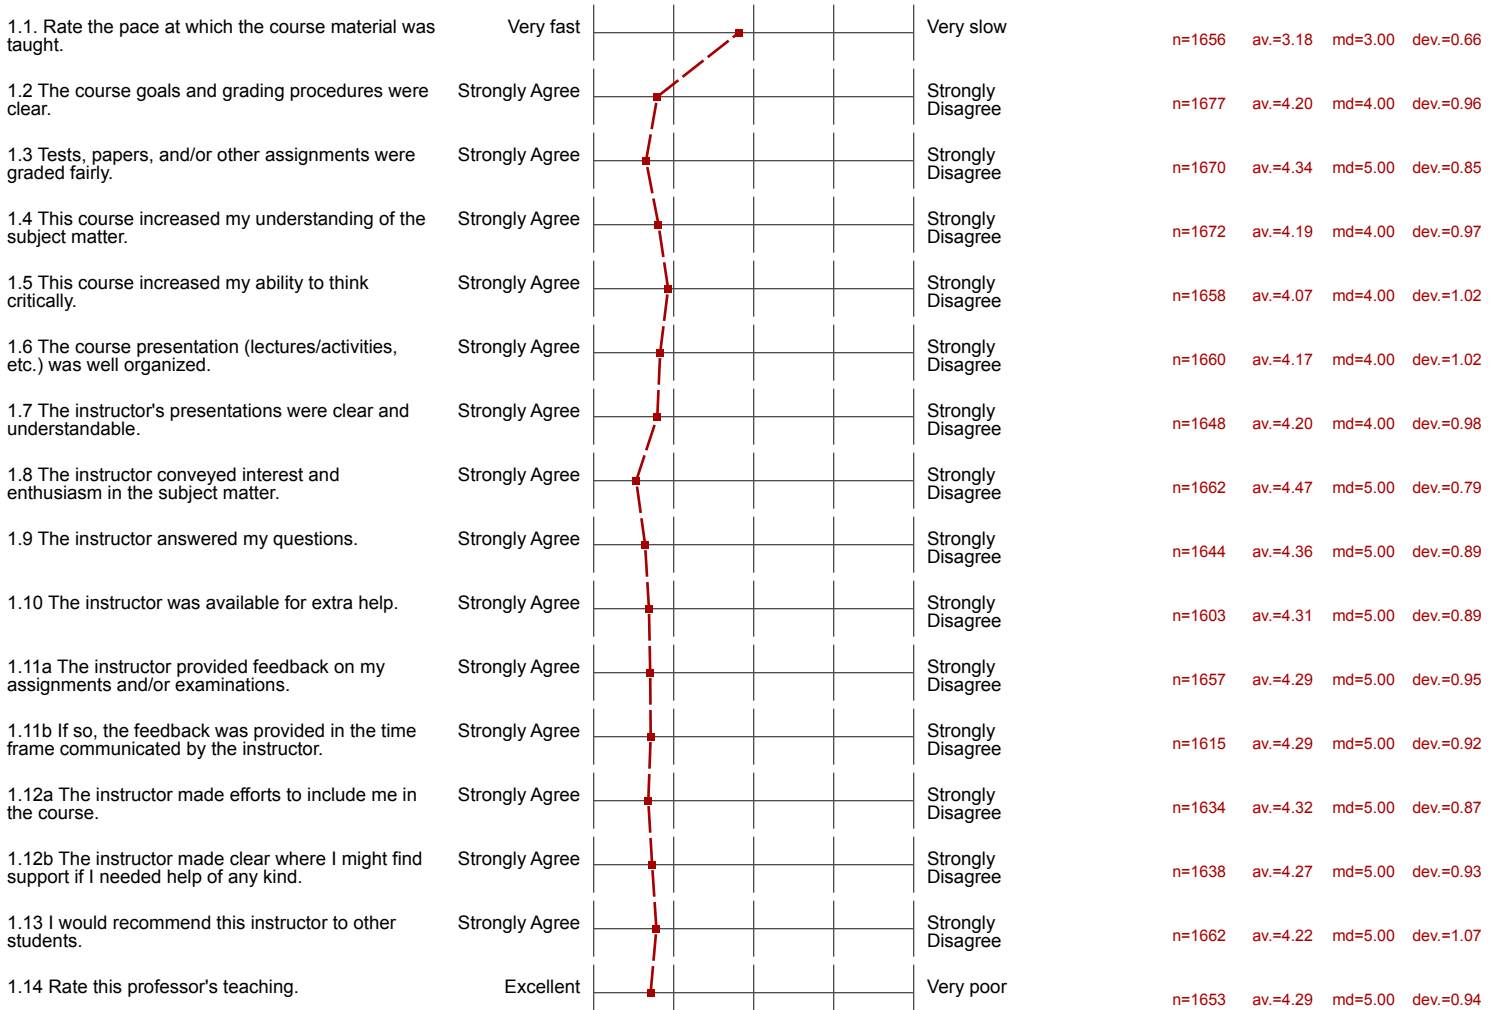 1.1. Rate the pace at which the course material was
taught.
Very fast
Very slow
n=1656 av.=3.18 md=3.00 dev.=0.66
1.2 The course goals and grading procedures were
clear.
Strongly Agree
Strongly
Disagree
n=1677 av.=4.20 md=4.00 dev.=0.96
1.3 Tests, papers, and/or other assignments were
graded fairly.
Strongly Agree
Strongly
Disagree
n=1670 av.=4.34 md=5.00 dev.=0.85
1.4 This course increased my understanding of the
subject matter.
Strongly Agree
Strongly
Disagree
n=1672 av.=4.19 md=4.00 dev.=0.97
1.5 This course increased my ability to think
critically.
Strongly Agree
Strongly
Disagree
n=1658 av.=4.07 md=4.00 dev.=1.02
1.6 The course presentation (lectures/activities,
etc.) was well organized.
Strongly Agree
Strongly
Disagree
n=1660 av.=4.17 md=4.00 dev.=1.02
1.7 The instructor's presentations were clear and
understandable.
Strongly Agree
Strongly
Disagree
n=1648 av.=4.20 md=4.00 dev.=0.98
1.8 The instructor conveyed interest and
enthusiasm in the subject matter.
Strongly Agree
Strongly
Disagree
n=1662 av.=4.47 md=5.00 dev.=0.79
1.9 The instructor answered my questions.
Strongly Agree
Strongly
Disagree
n=1644 av.=4.36 md=5.00 dev.=0.89
1.10 The instructor was available for extra help.
Strongly Agree
Strongly
Disagree
n=1603 av.=4.31 md=5.00 dev.=0.89
1.11a The instructor provided feedback on my
assignments and/or examinations.
Strongly Agree
Strongly
Disagree
n=1657 av.=4.29 md=5.00 dev.=0.95
1.11b If so, the feedback was provided in the time
frame communicated by the instructor.
Strongly Agree
Strongly
Disagree
n=1615 av.=4.29 md=5.00 dev.=0.92
1.12a The instructor made efforts to include me in
the course.
Strongly Agree
Strongly
Disagree
n=1634 av.=4.32 md=5.00 dev.=0.87
1.12b The instructor made clear where I might find
support if I needed help of any kind.
Strongly Agree
Strongly
Disagree
n=1638 av.=4.27 md=5.00 dev.=0.93
1.13 I would recommend this instructor to other
students.
Strongly Agree
Strongly
Disagree
n=1662 av.=4.22 md=5.00 dev.=1.07
1.14 Rate this professor's teaching.
Excellent
Very poor
n=1653 av.=4.29 md=5.00 dev.=0.94